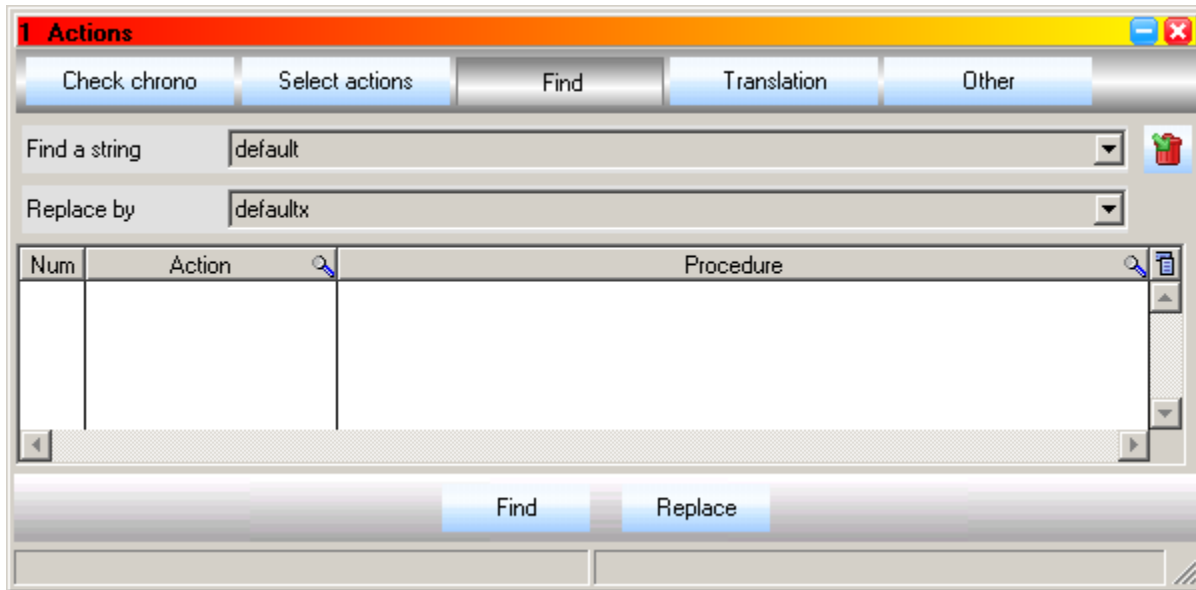 1 Actions
Check chrono Select actions Find Translation Other
Find a string default
Replace by defaultx
Num Action Procedure
Find Replace